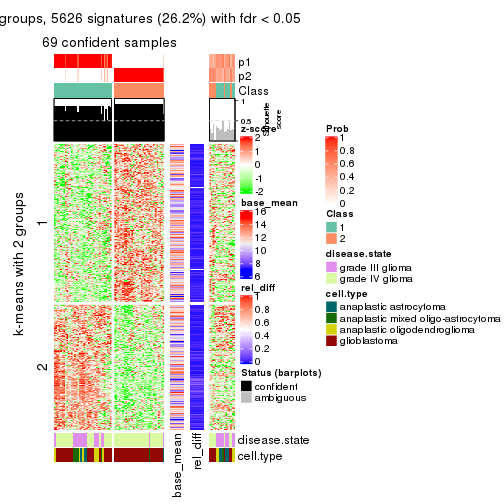 groups, 5626 signatures (26.2%) with fdr < 0.05
69 confident samples
p1
p2
Class
1
0.5
0
Silhouette
score
z-score
2
1
0
-1
-2
base_mean
16
14
12
10
8
6
rel_diff
1
0.8
0.6
0.4
0.2
0
Status (barplots)
confident
ambiguous
Prob
1
0.8
0.6
0.4
0.2
0
Class
1
2
disease.state
grade III glioma
grade IV glioma
cell.type
anaplastic astrocytoma
anaplastic mixed oligo-astrocytoma
anaplastic oligodendroglioma
glioblastoma
k-means with 2 groups
1
2
disease.state
cell.type
base_mean
rel_diff